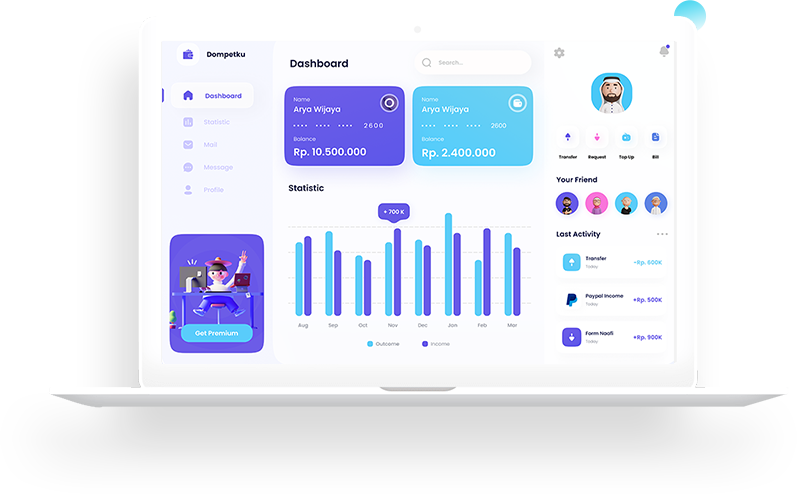 Dompetku
Dashboard
Statistic
Mail
Message
Profile
Get Premium
Dashboard
Search...
Name
Arya Wijaya
•••• •••• •••• 2600
Balance
Rp. 10.500.000
Name
Arya Wijaya
•••• •••• •••• 2600
Balance
Rp. 2.400.000
Statistic
+ 700 K
Aug Sep Oct Nov Dec Jan Feb Mar
Outcome Income
Transfer Request Top Up Bill
Your Friend
Last Activity
Transfer
Today
-Rp. 600K
Paypal Income
Today
+Rp. 500K
Form Naafi
Today
+Rp. 900K